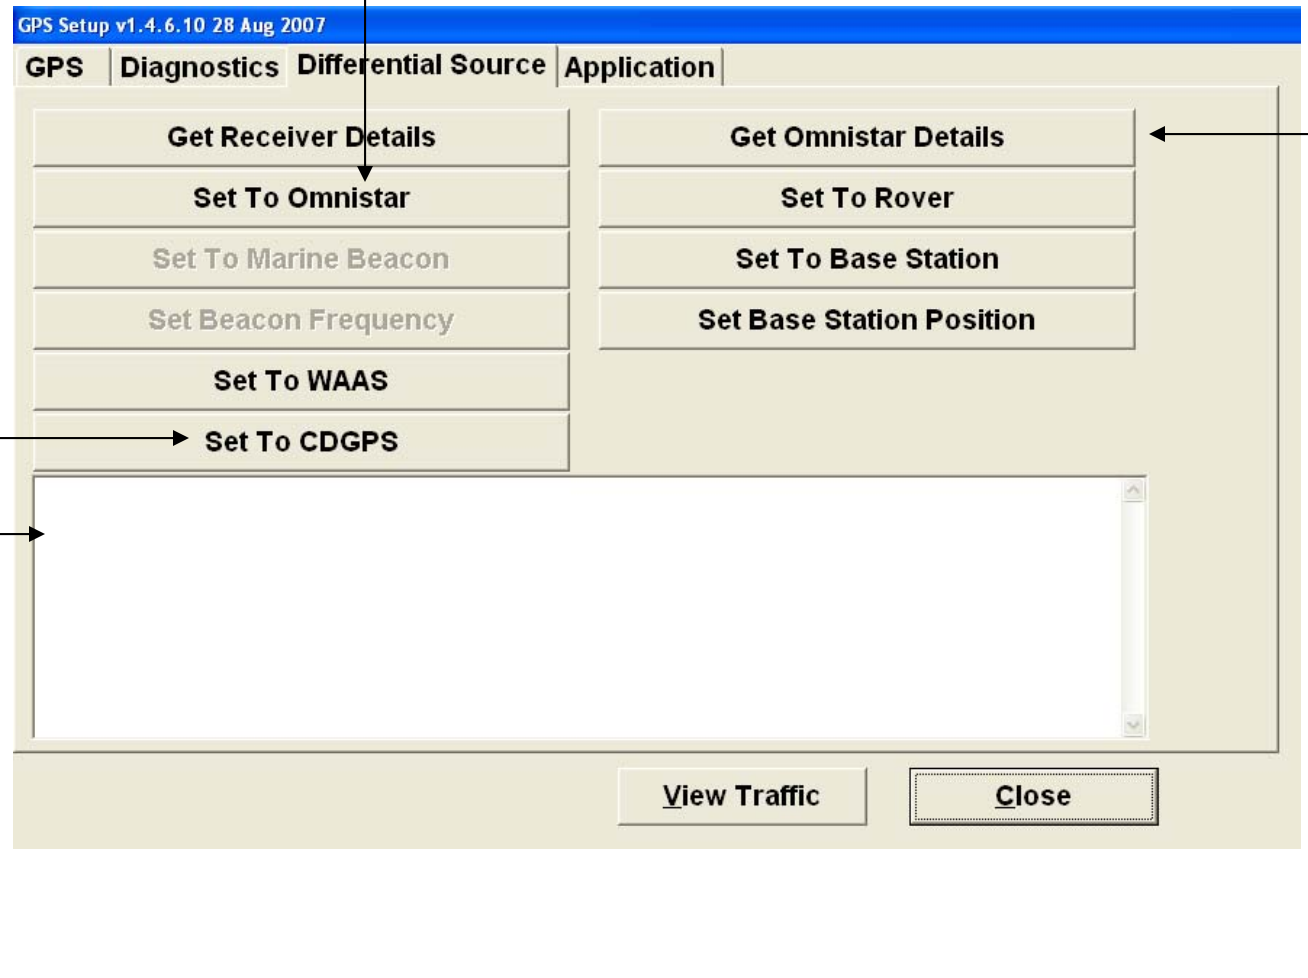 GPS Setup v1.4.6.10 28 Aug 2007
GPS Diagnostics Differential Source Application
Get Receiver Details Get Omnistar Details
Set To Omnistar Set To Rover
Set To Marine Beacon Set To Base Station
Set Beacon Frequency Set Base Station Position
Set To WAAS
Set To CDGPS
View Traffic Close